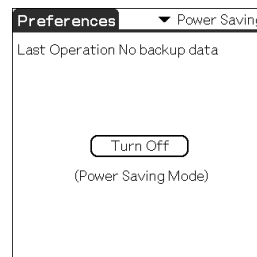 Preferences ▼ Power Saving
Last Operation No backup data
Turn Off
(Power Saving Mode)